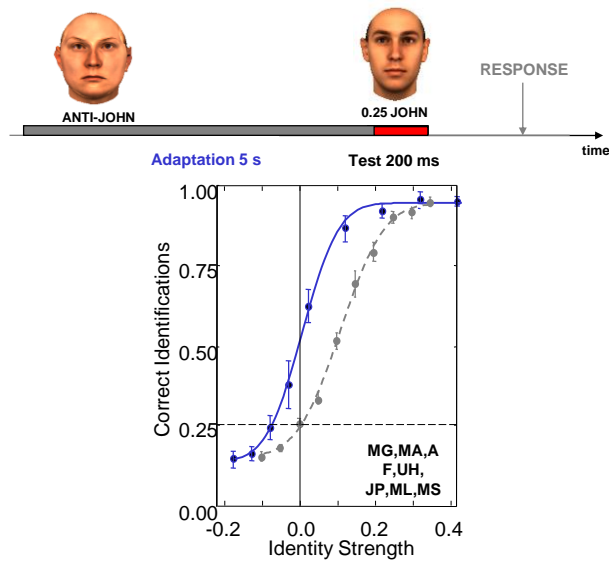 RESPONSE
ANTI-JOHN
0.25 JOHN
time
Adaptation 5 s
Test 200 ms
1.00
0.75
0.50
0.25
0.00
Correct Identifications
MG,MA,A
F,UH,
JP,ML,MS
-0.2 0.0 0.2 0.4
Identity Strength